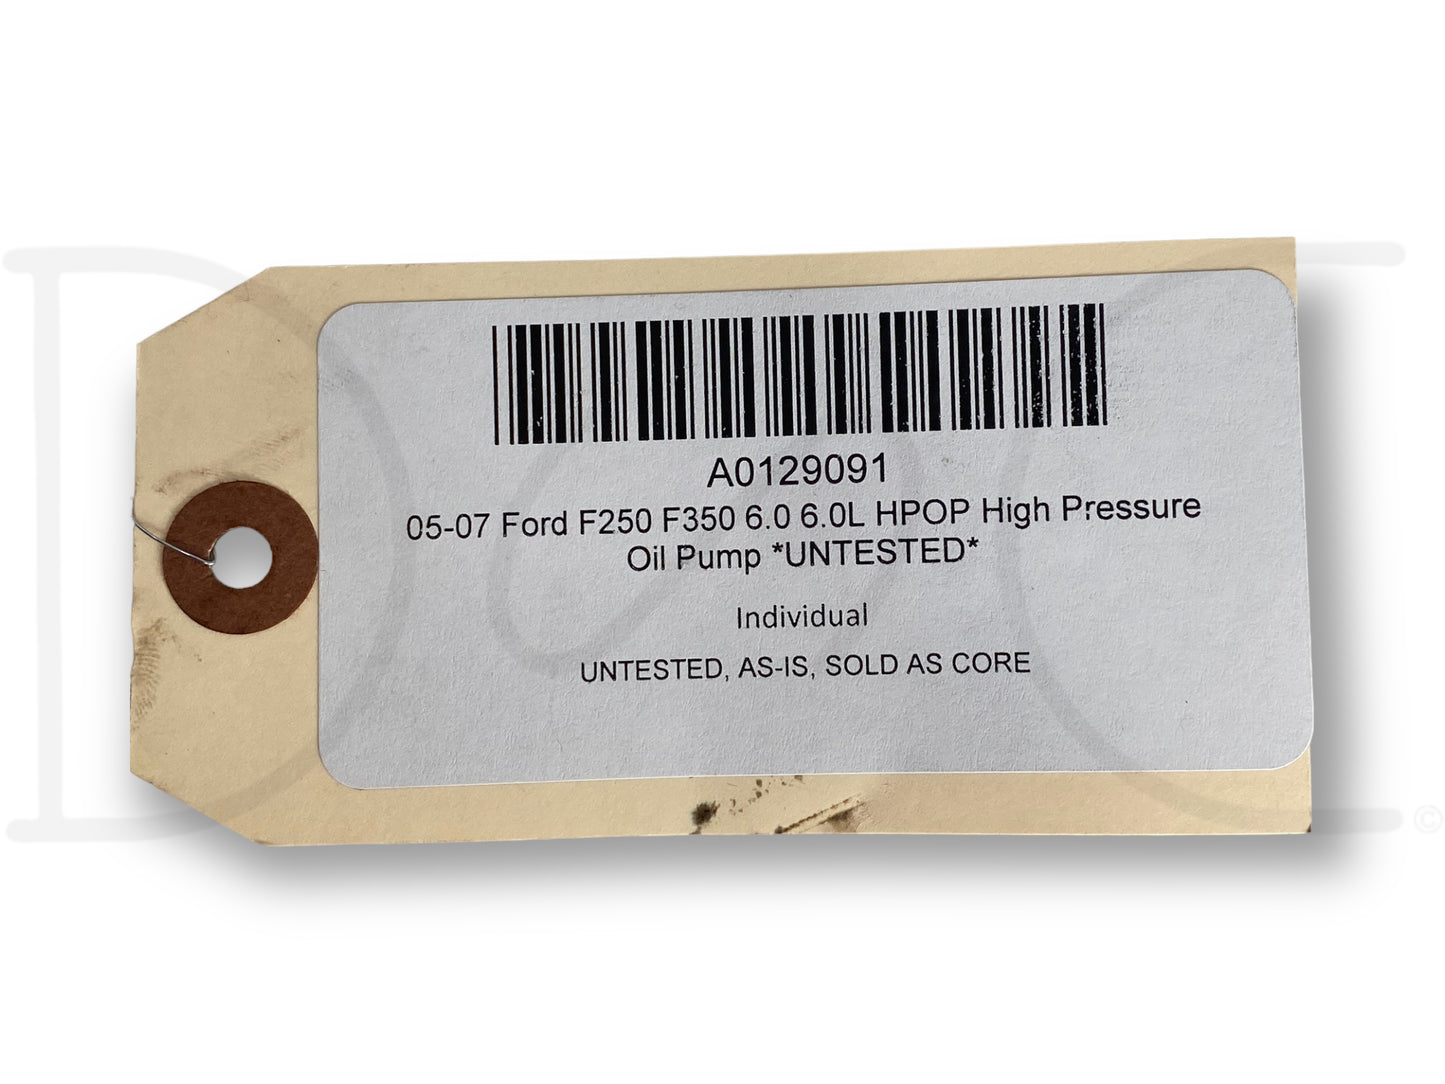 A0129091
05-07 Ford F250 F350 6.0 6.0L HPOP High Pressure
Oil Pump *UNTESTED*
Individual
UNTESTED, AS-IS, SOLD AS CORE
©